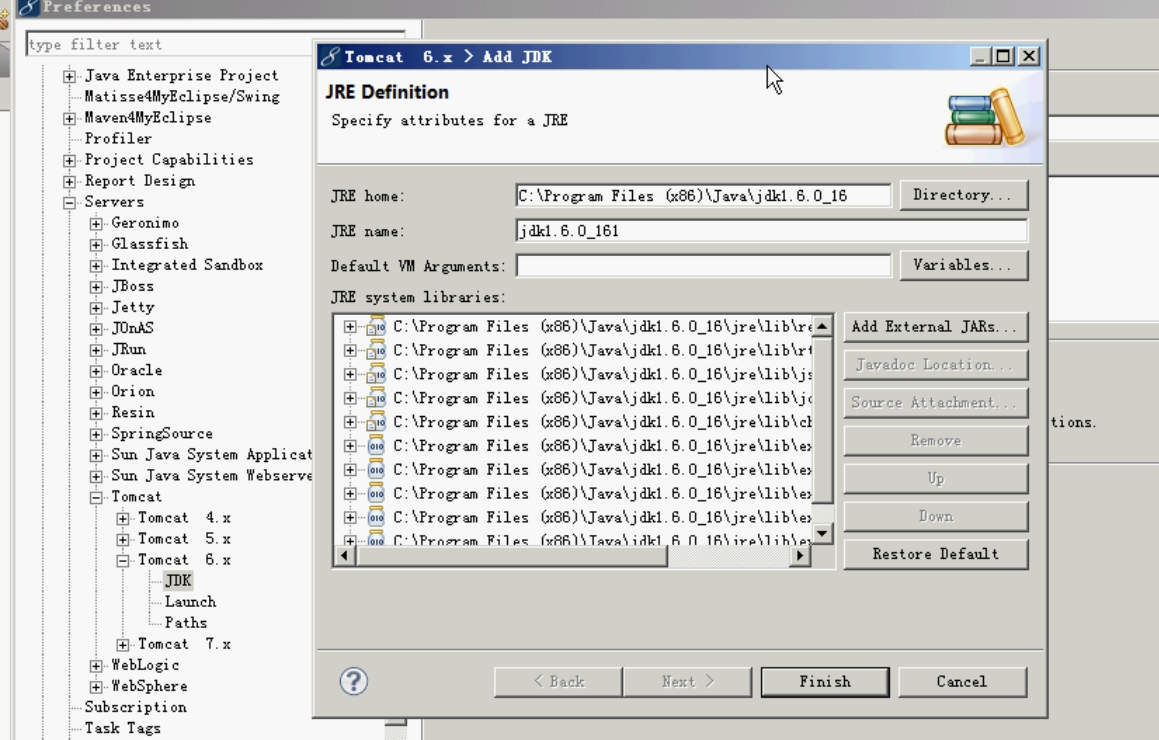 Preferences
type filter text
Java Enterprise Project
Matisse4MyEclipse/Swing
Maven4MyEclipse
Profiler
Project Capabilities
Report Design
Servers
Geronimo
Glassfish
Integrated Sandbox
JBoss
Jetty
JOnAS
JRun
Oracle
Orion
Resin
SpringSource
Sun Java System Applicat
Sun Java System Webserve
Tomcat
Tomcat 4.x
Tomcat 5.x
Tomcat 6.x
JDK
Launch
Paths
Tomcat 7.x
WebLogic
WebSphere
Subscription
Task Tags
Tomcat 6.x > Add JDK
JRE Definition
Specify attributes for a JRE
JRE home: C:\Program Files (x86)\Java\jdk1.6.0_16 Directory...
JRE name: jdk1.6.0_161
Default VM Arguments: Variables...
JRE system libraries:
C:\Program Files (x86)\Java\jdk1.6.0_16\jre\lib\re
C:\Program Files (x86)\Java\jdk1.6.0_16\jre\lib\rt
C:\Program Files (x86)\Java\jdk1.6.0_16\jre\lib\js
C:\Program Files (x86)\Java\jdk1.6.0_16\jre\lib\jc
C:\Program Files (x86)\Java\jdk1.6.0_16\jre\lib\ch
C:\Program Files (x86)\Java\jdk1.6.0_16\jre\lib\ex
C:\Program Files (x86)\Java\jdk1.6.0_16\jre\lib\ex
C:\Program Files (x86)\Java\jdk1.6.0_16\jre\lib\ex
C:\Program Files (x86)\Java\jdk1.6.0_16\jre\lib\ex
C:\Program Files (x86)\Java\jdk1.6.0_16\jre\lib\ex
Add External JARs...
Javadoc Location...
Source Attachment...
Remove
Up
Down
Restore Default
< Back
Next >
Finish
Cancel
tions.